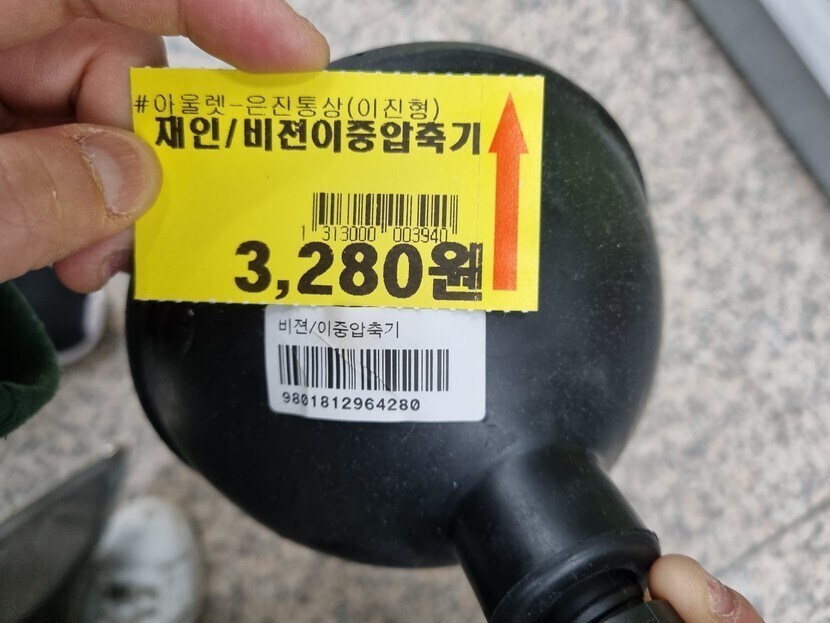 #아울렛-은진통상(이진형)
재인/비젼이중압축기
1 313000 003940
3,280원
비젼/이중압축기
9801812964280